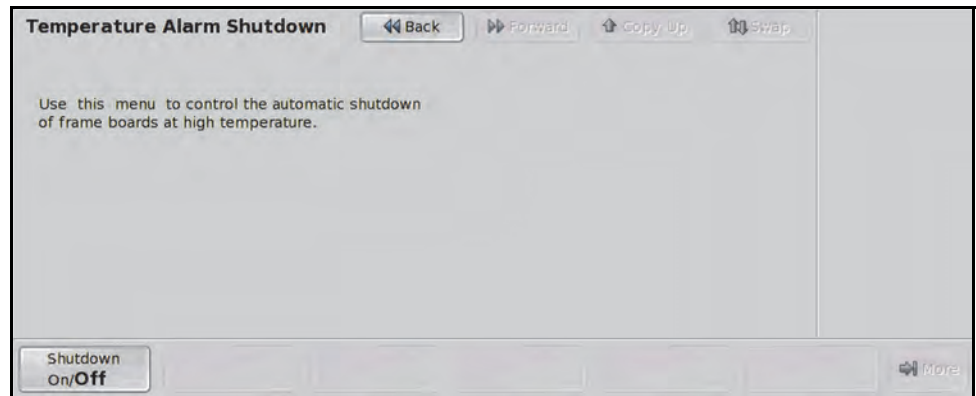 Temperature Alarm Shutdown Back Forward Copy Up Swap
Use this menu to control the automatic shutdown
of frame boards at high temperature.
Shutdown
On/Off
More